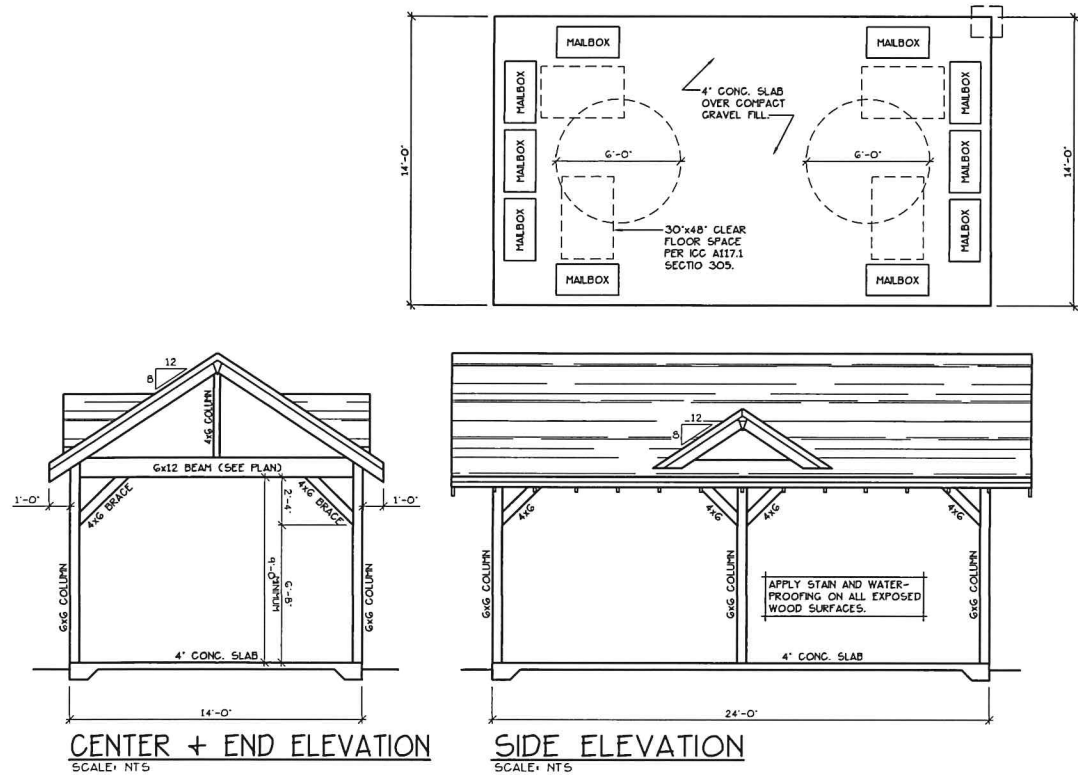 MAILBOX
MAILBOX
MAILBOX
MAILBOX
4" CONC. SLAB
OVER COMPACT
GRAVEL FILL.
MAILBOX
MAILBOX
14'-0"
6'-0"
6'-0"
14'-0"
MAILBOX
MAILBOX
30"x48" CLEAR
FLOOR SPACE
PER ICC A117.1
SECTIO 305.
MAILBOX
MAILBOX
12
8
4x6 COLUMN
6x12 BEAM (SEE PLAN)
1'-0"
4x6 BRACE
2'-4"
4x6 BRACE
1'-0"
6x6 COLUMN
9'-0"
MINIMUM
6'-8"
6x6 COLUMN
4" CONC. SLAB
14'-0"
CENTER + END ELEVATION
SCALE: NTS
12
8
4x6
4x6
4x6
4x6
6x6 COLUMN
6x6 COLUMN
6x6 COLUMN
APPLY STAIN AND WATER-
PROOFING ON ALL EXPOSED
WOOD SURFACES.
4" CONC. SLAB
24'-0"
SIDE ELEVATION
SCALE: NTS